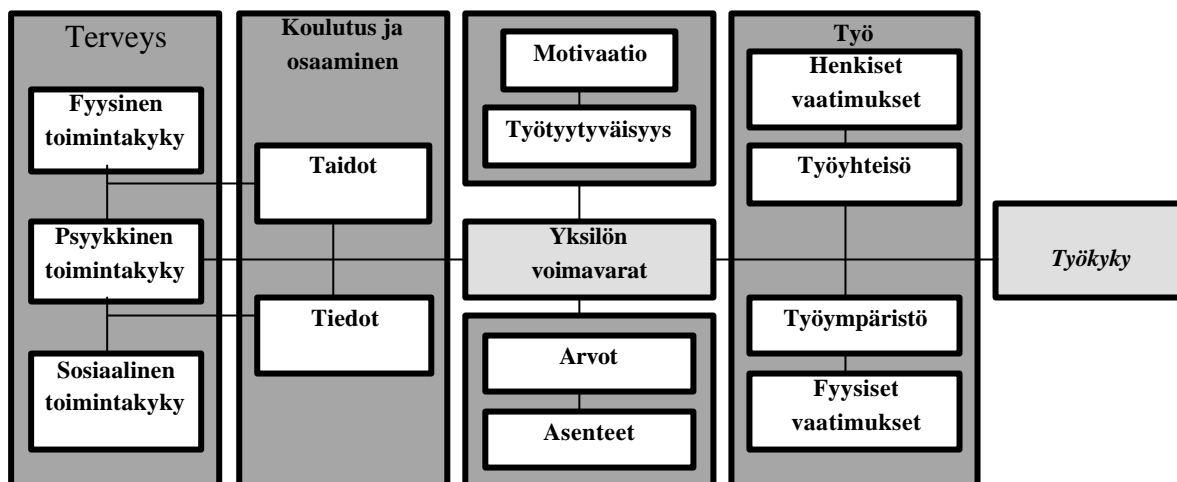 Terveys
Fyysinen
toimintakyky
Psyykkinen
toimintakyky
Sosiaalinen
toimintakyky
Koulutus ja
osaaminen
Taidot
Tiedot
Motivaatio
Työtyytyväisyys
Yksilön
voimavarat
Arvot
Asenteet
Työ
Henkiset
vaatimukset
Työyhteisö
Työympäristö
Fyysiset
vaatimukset
Työkyky